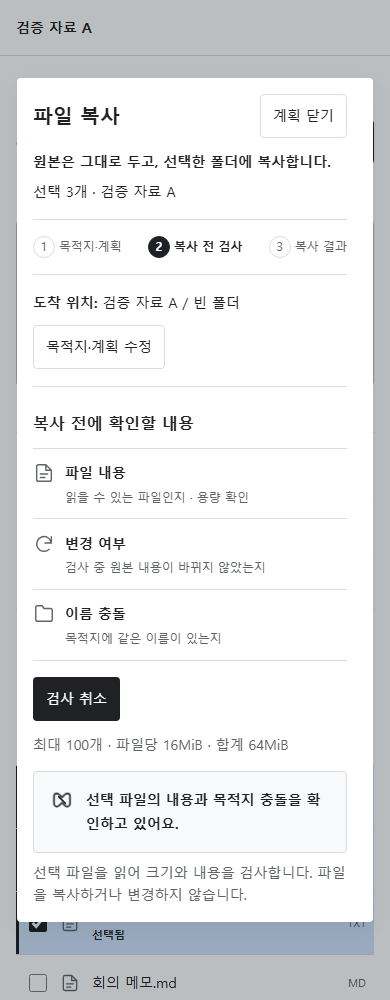 검증 자료 A
파일 복사
계획 닫기
원본은 그대로 두고, 선택한 폴더에 복사합니다.
선택 3개 · 검증 자료 A
1 목적지·계획
2 복사 전 검사
3 복사 결과
도착 위치: 검증 자료 A / 빈 폴더
목적지·계획 수정
복사 전에 확인할 내용
파일 내용
읽을 수 있는 파일인지 · 용량 확인
변경 여부
검사 중 원본 내용이 바뀌지 않았는지
이름 충돌
목적지에 같은 이름이 있는지
검사 취소
최대 100개 · 파일당 16MiB · 합계 64MiB
선택 파일의 내용과 목적지 충돌을 확
인하고 있어요.
선택 파일을 읽어 크기와 내용을 검사합니다. 파일
을 복사하거나 변경하지 않습니다.
선택됨
회의 메모.md
MD